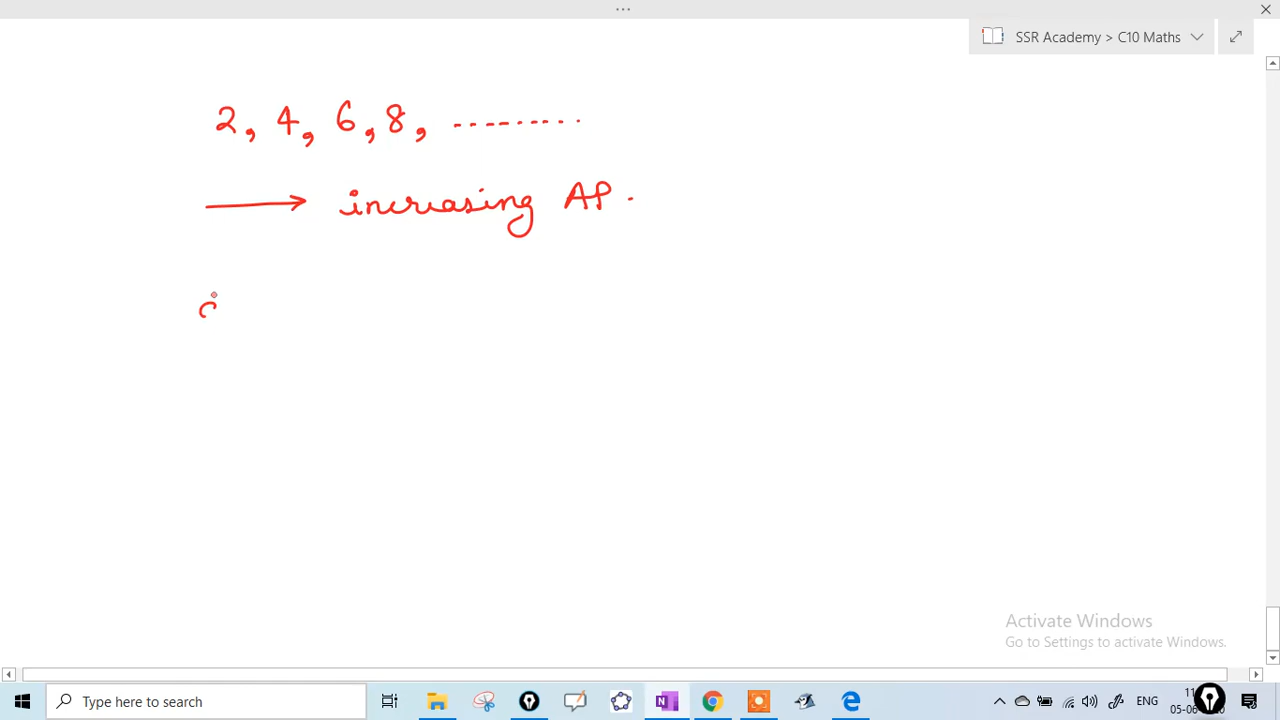 SSR Academy > C10 Maths
2, 4, 6, 8, ..........
→ increasing AP.
Activate Windows
Go to Settings to activate Windows.
Type here to search
ENG